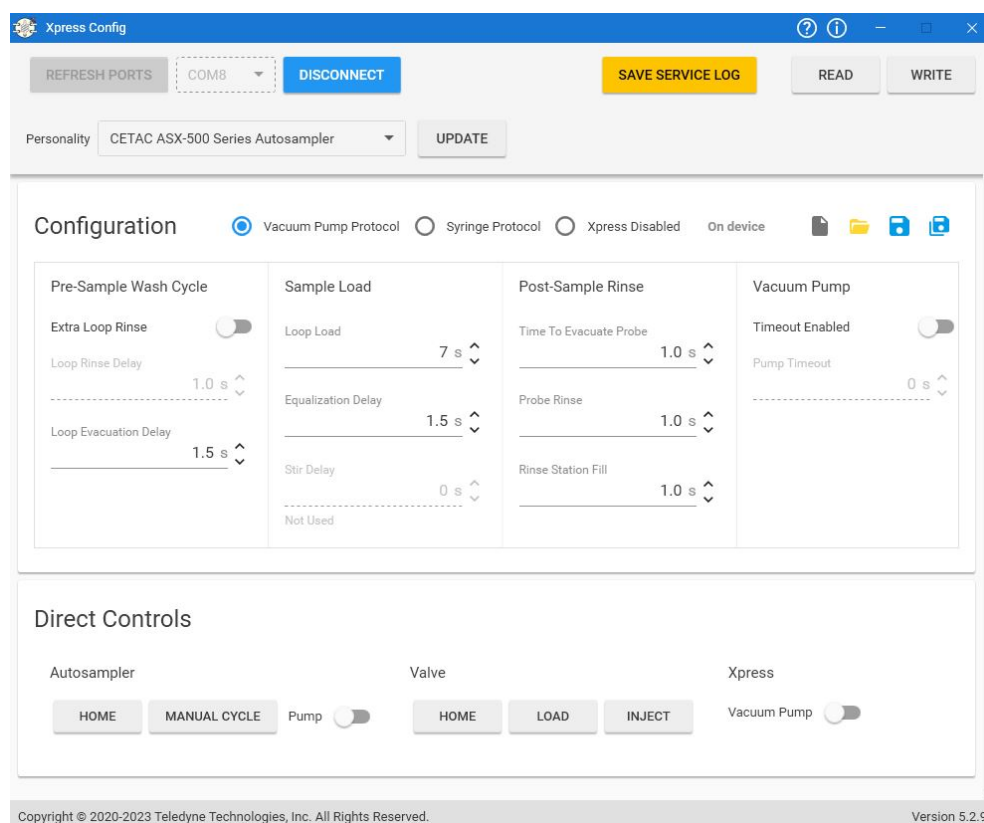 Xpress Config
REFRESH PORTS COM8 DISCONNECT SAVE SERVICE LOG READ WRITE
Personality CETAC ASX-500 Series Autosampler UPDATE
Configuration Vacuum Pump Protocol Syringe Protocol Xpress Disabled On device
Pre-Sample Wash Cycle
Extra Loop Rinse
Loop Rinse Delay
1.0 s
Loop Evacuation Delay
1.5 s
Sample Load
Loop Load
7 s
Equalization Delay
1.5 s
Stir Delay
0 s
Not Used
Post-Sample Rinse
Time To Evacuate Probe
1.0 s
Probe Rinse
1.0 s
Rinse Station Fill
1.0 s
Vacuum Pump
Timeout Enabled
Pump Timeout
0 s
Direct Controls
Autosampler
HOME MANUAL CYCLE Pump
Valve
HOME LOAD INJECT
Xpress
Vacuum Pump
Copyright © 2020-2023 Teledyne Technologies, Inc. All Rights Reserved. Version 5.2.9